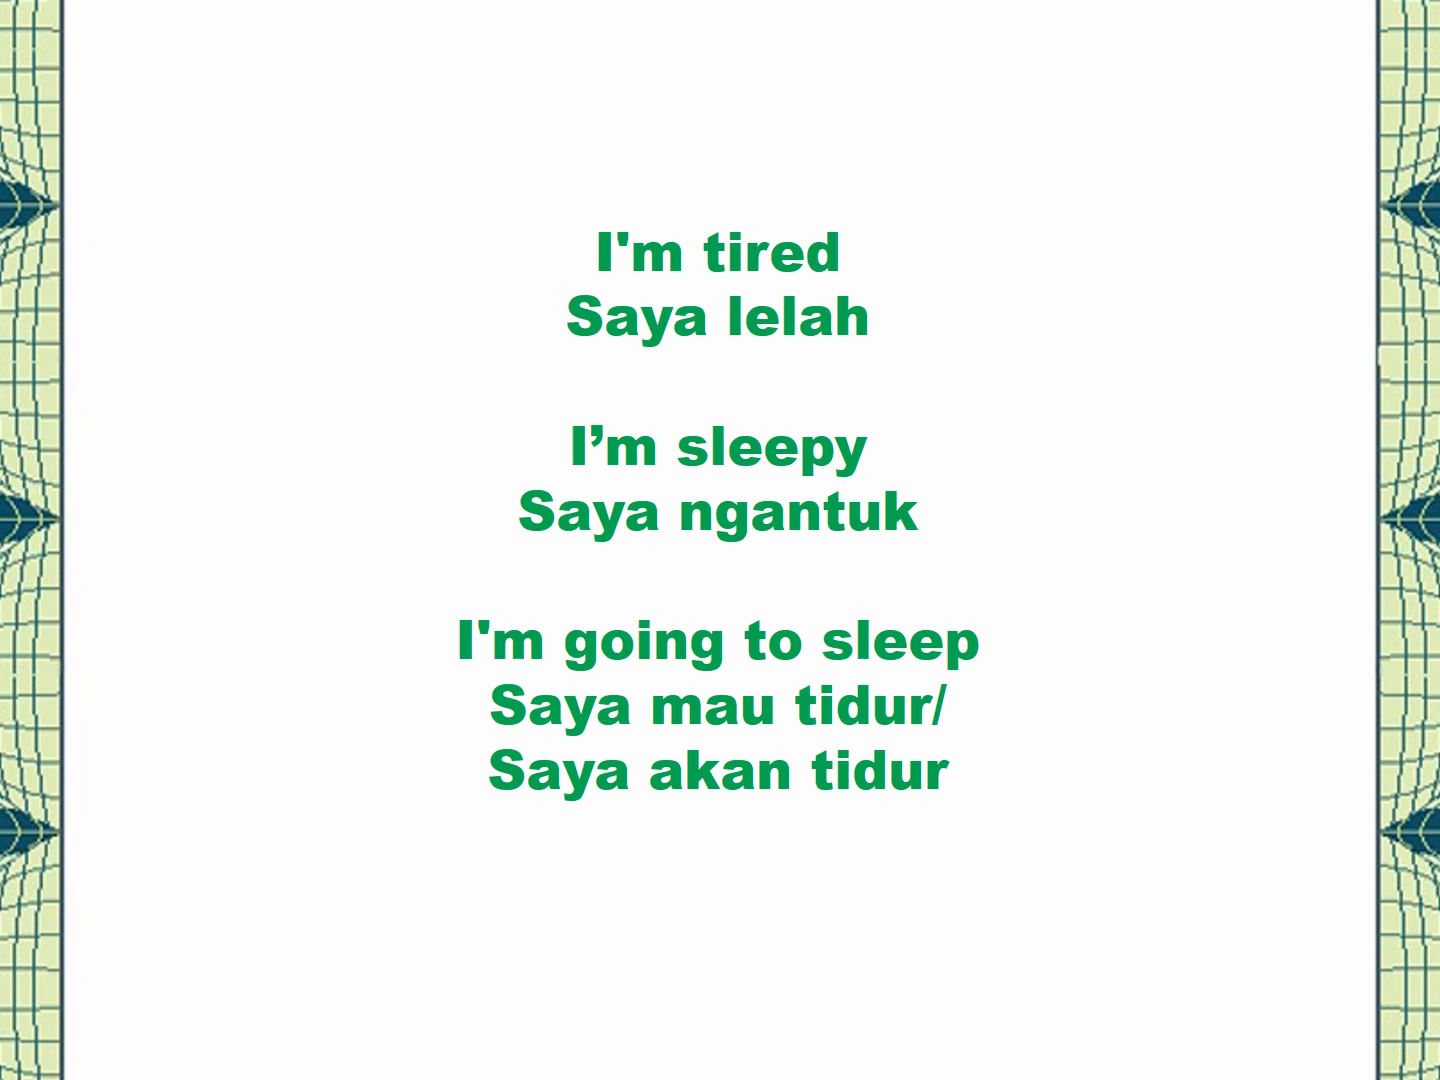 I'm tired
Saya lelah
I’m sleepy
Saya ngantuk
I'm going to sleep
Saya mau tidur/
Saya akan tidur